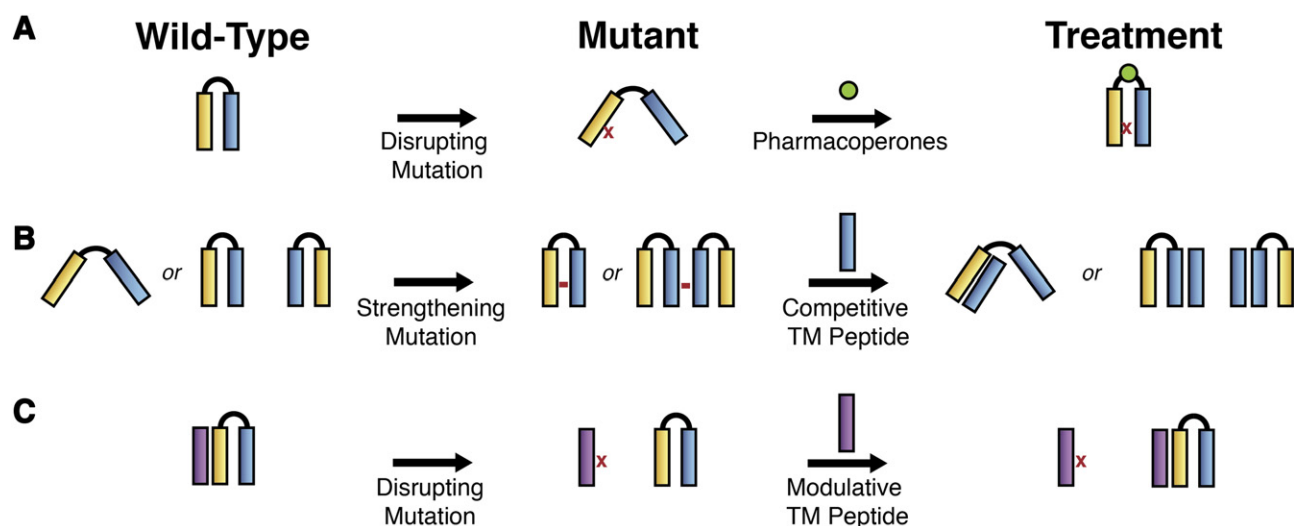 A
Wild-Type
Mutant
Treatment
Disrupting
Mutation
x
Pharmacoperones
x
B
or
Strengthening
Mutation
or
Competitive
TM Peptide
or
C
Disrupting
Mutation
x
Modulative
TM Peptide
x